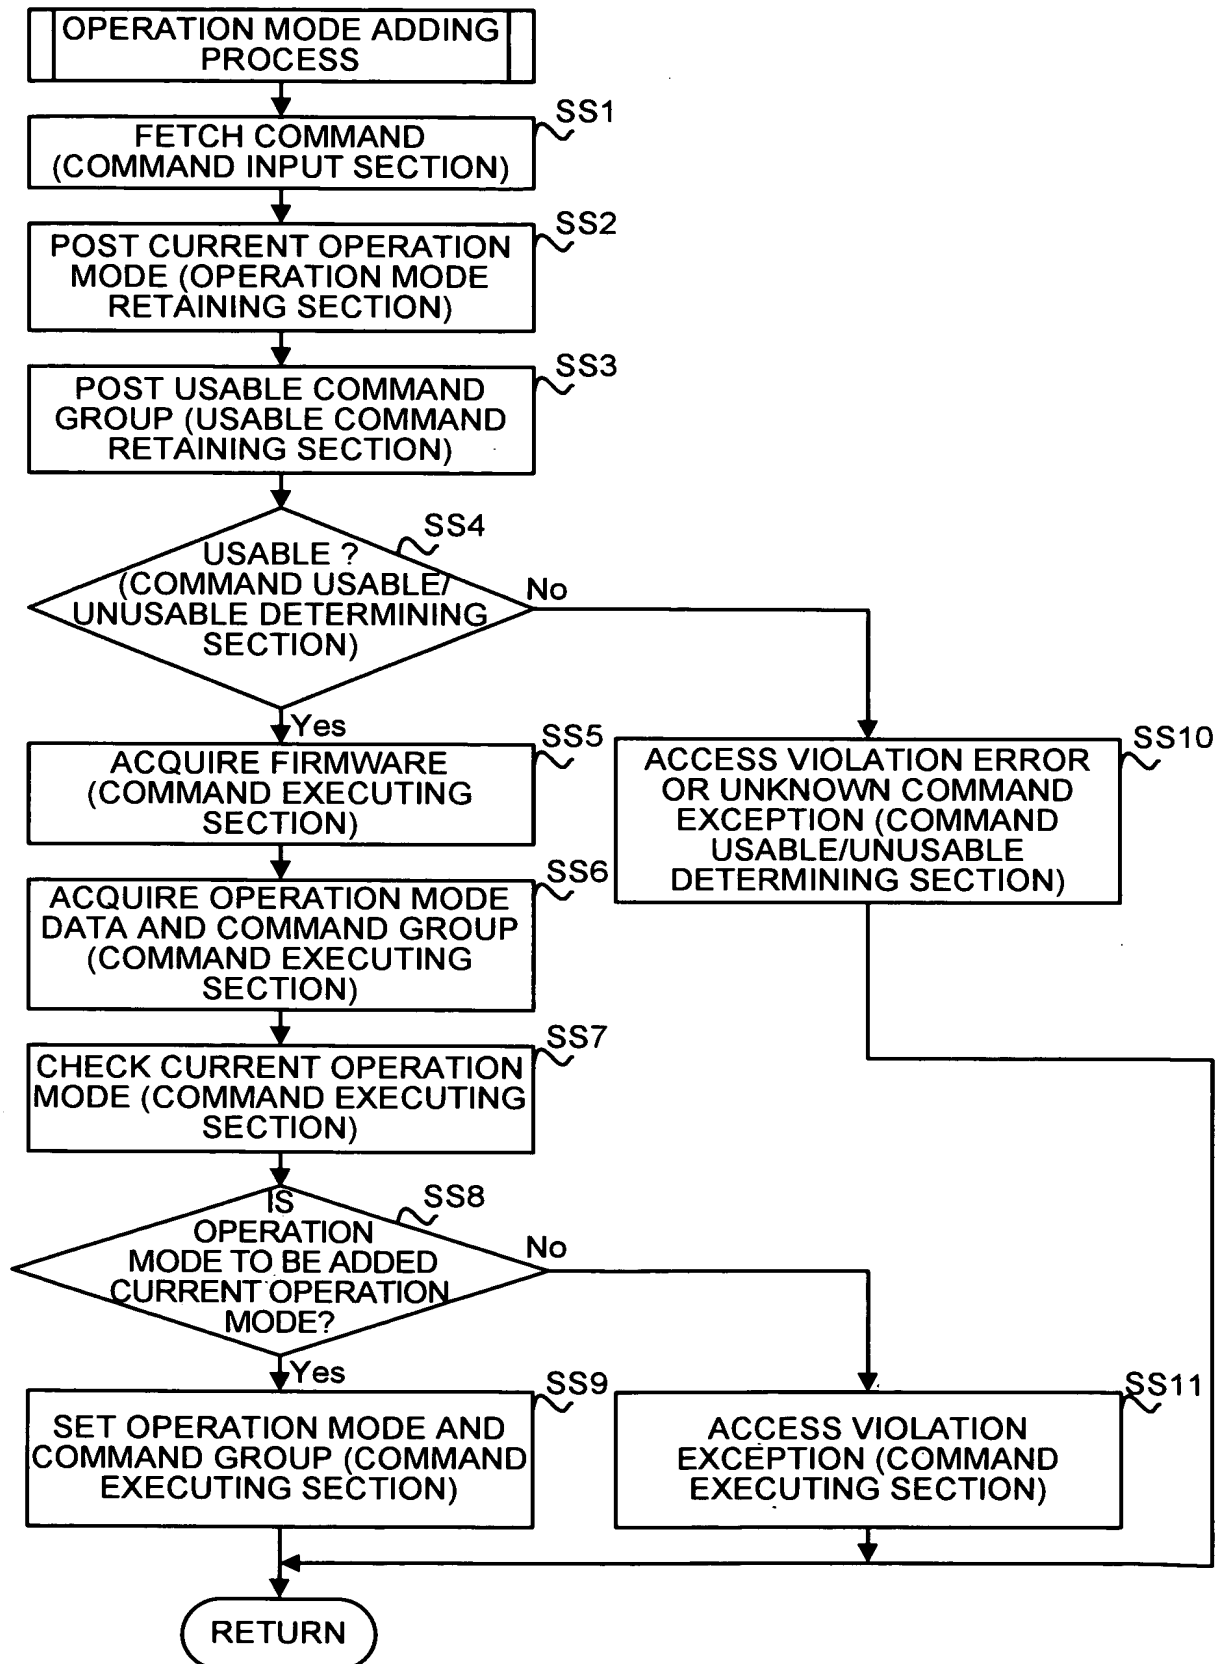 OPERATION MODE ADDING
PROCESS
SS1
FETCH COMMAND
(COMMAND INPUT SECTION)
SS2
POST CURRENT OPERATION
MODE (OPERATION MODE
RETAINING SECTION)
SS3
POST USABLE COMMAND
GROUP (USABLE COMMAND
RETAINING SECTION)
SS4
USABLE ?
(COMMAND USABLE/
UNUSABLE DETERMINING
SECTION)
No
Yes
SS5
ACQUIRE FIRMWARE
(COMMAND EXECUTING
SECTION)
SS10
ACCESS VIOLATION ERROR
OR UNKNOWN COMMAND
EXCEPTION (COMMAND
USABLE/UNUSABLE
DETERMINING SECTION)
SS6
ACQUIRE OPERATION MODE
DATA AND COMMAND GROUP
(COMMAND EXECUTING
SECTION)
SS7
CHECK CURRENT OPERATION
MODE (COMMAND EXECUTING
SECTION)
SS8
IS
OPERATION
MODE TO BE ADDED
CURRENT OPERATION
MODE?
No
Yes
SS9
SET OPERATION MODE AND
COMMAND GROUP (COMMAND
EXECUTING SECTION)
SS11
ACCESS VIOLATION
EXCEPTION (COMMAND
EXECUTING SECTION)
RETURN